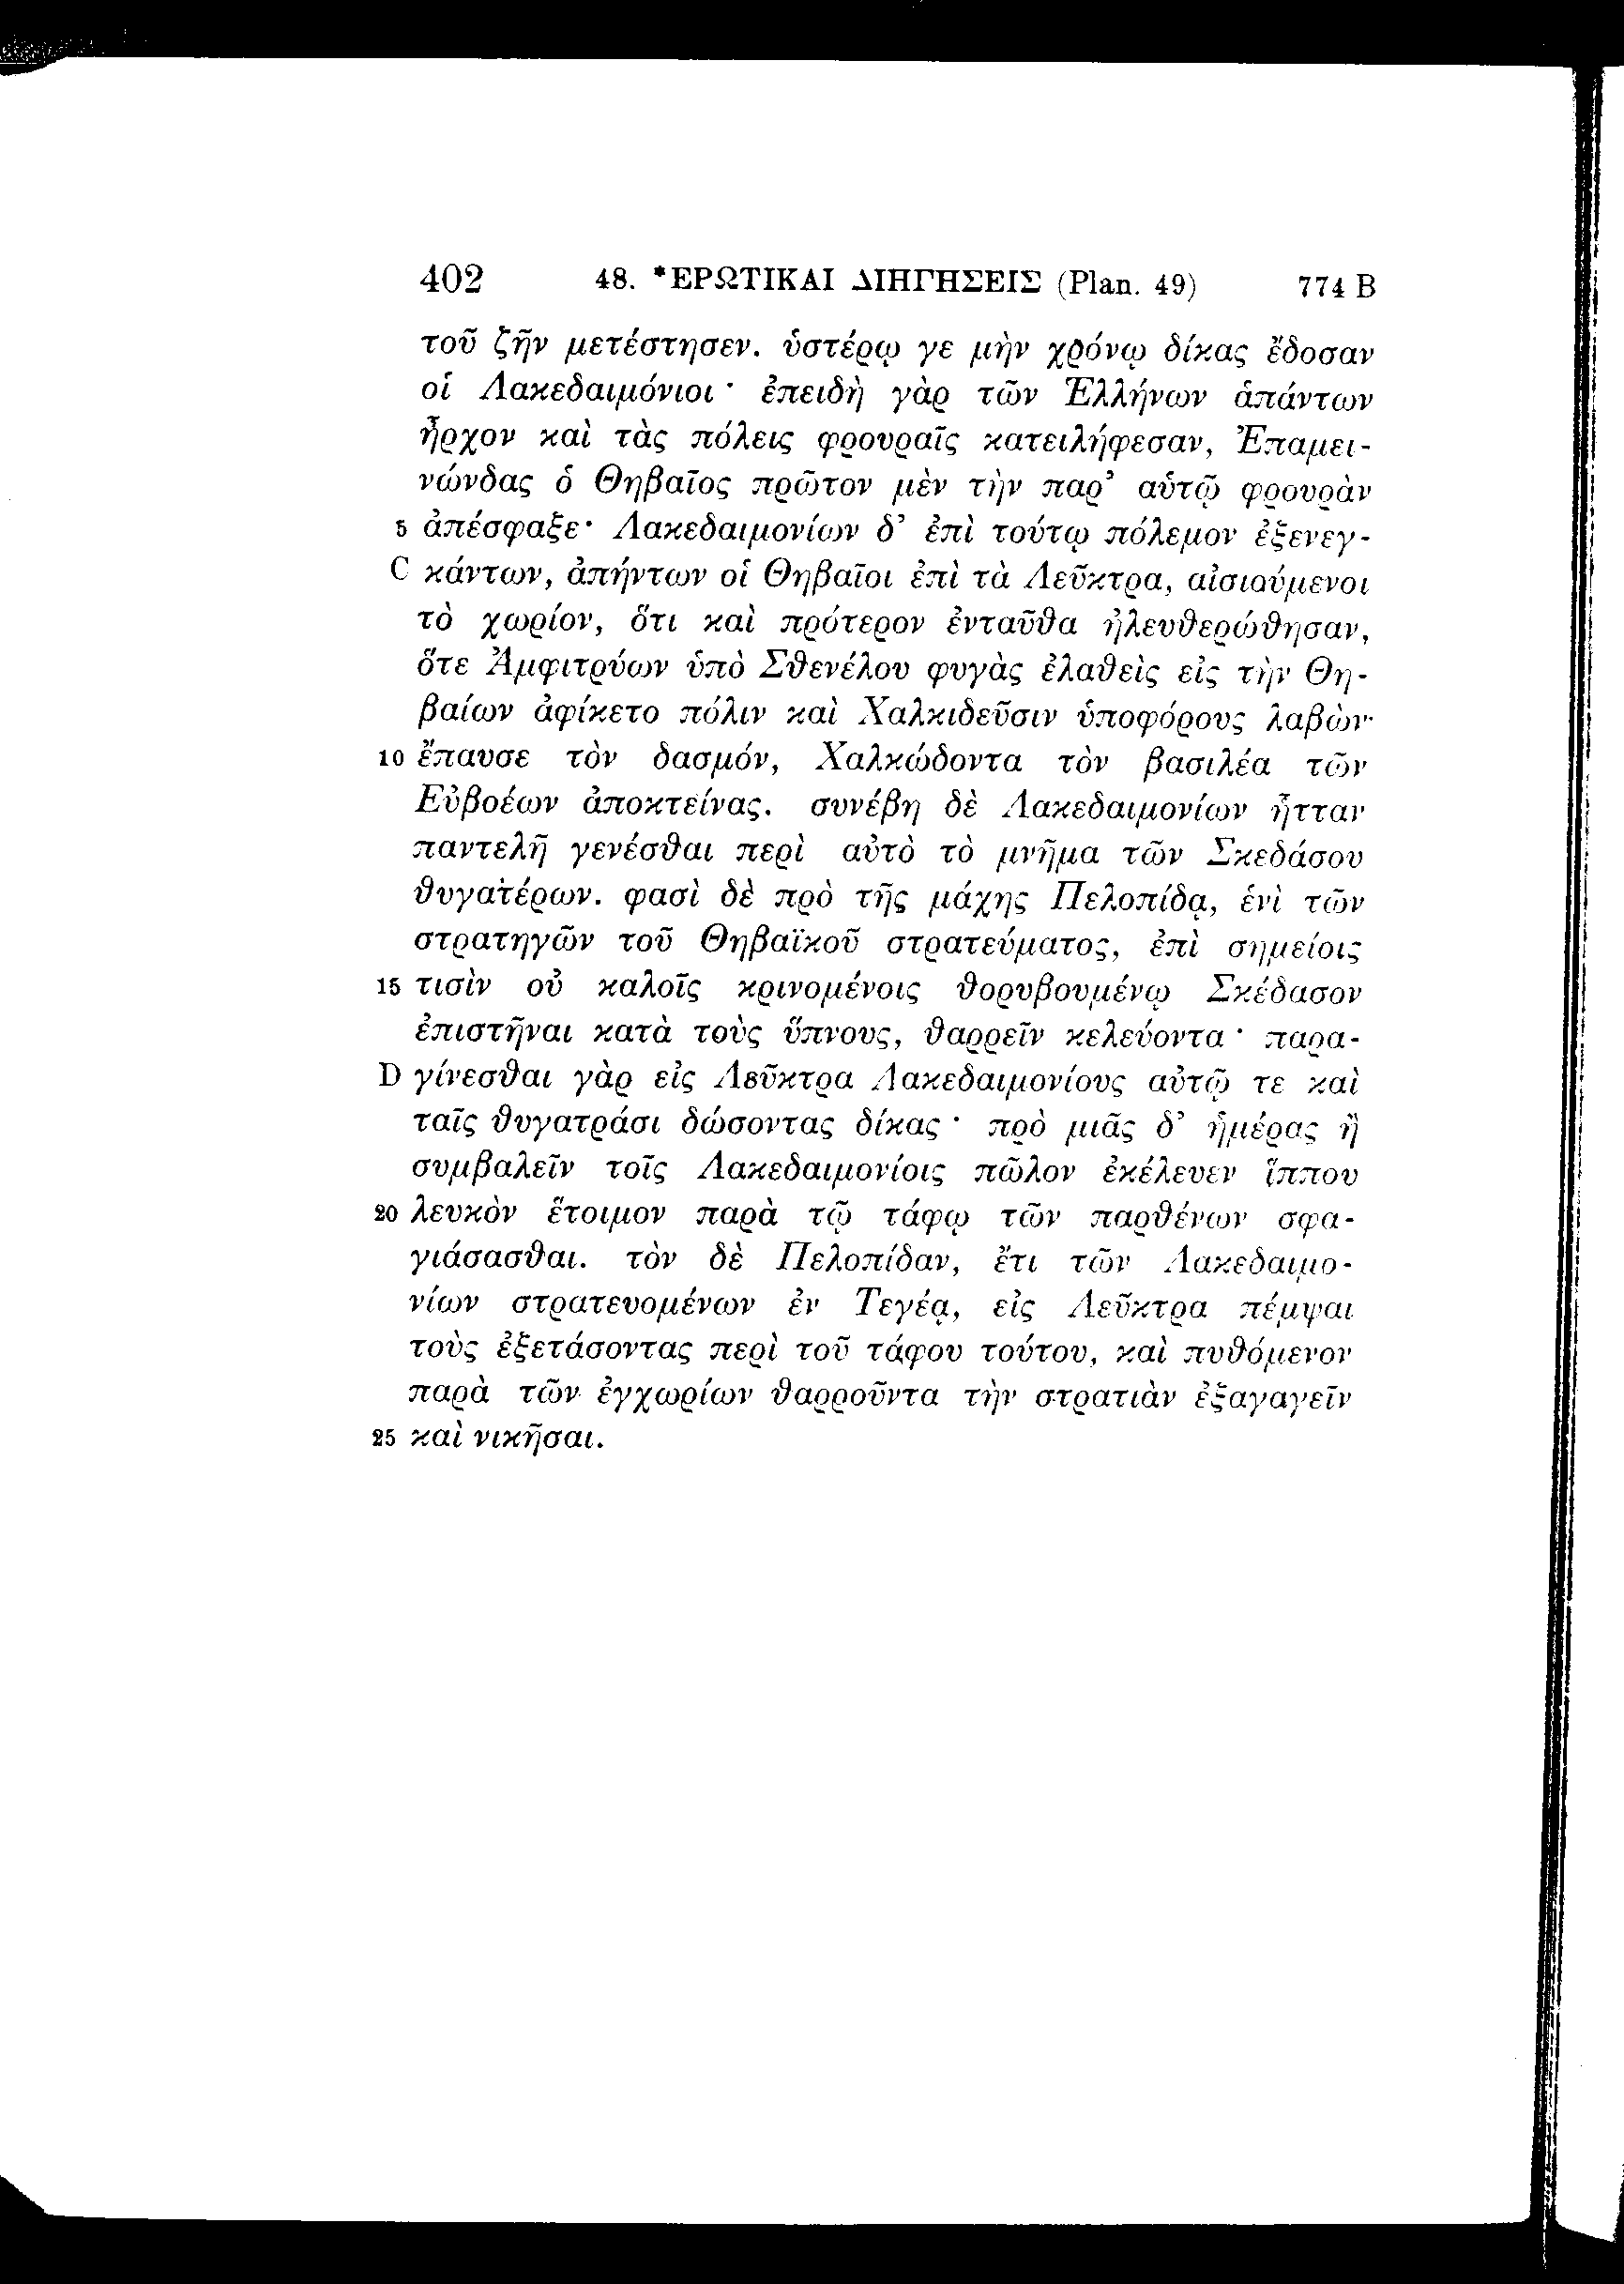 402 48. *ΕΡΩΤΙΚΑΙ ΔΙΗΓΗΣΕΙΣ (Plan. 49) 774 B
τοῦ ζῆν μετέστησεν. ὑστέρῳ γε μὴν χρόνῳ δίκας ἔδοσαν
οἱ Λακεδαιμόνιοι · ἐπειδὴ γὰρ τῶν Ἑλλήνων ἁπάντων
ἦρχον καὶ τὰς πόλεις φρουραῖς κατειλήφεσαν, Ἐπαμει-
νώνδας ὁ Θηβαῖος πρῶτον μὲν τὴν παρ’ αὑτῷ φρουρὰν
5 ἀπέσφαξε· Λακεδαιμονίων δ’ ἐπὶ τούτῳ πόλεμον ἐξενεγ-
C κάντων, ἀπήντων οἱ Θηβαῖοι ἐπὶ τὰ Λεῦκτρα, αἰσιούμενοι
τὸ χωρίον, ὅτι καὶ πρότερον ἐνταῦθα ἠλευθερώθησαν,
ὅτε Ἀμφιτρύων ὑπὸ Σθενέλου φυγὰς ἐλαθεὶς εἰς τὴν Θη-
βαίων ἀφίκετο πόλιν καὶ Χαλκιδεῦσιν ὑποφόρους λαβὼν
10 ἔπαυσε τὸν δασμόν, Χαλκώδοντα τὸν βασιλέα τῶν
Εὐβοέων ἀποκτείνας. συνέβη δὲ Λακεδαιμονίων ἧτταν
παντελῆ γενέσθαι περὶ αὐτὸ τὸ μνῆμα τῶν Σκεδάσου
θυγατέρων. φασὶ δὲ πρὸ τῆς μάχης Πελοπίδᾳ, ἑνὶ τῶν
στρατηγῶν τοῦ Θηβαϊκοῦ στρατεύματος, ἐπὶ σημείοις
15 τισὶν οὐ καλοῖς κρινομένοις θορυβουμένῳ Σκέδασον
ἐπιστῆναι κατὰ τοὺς ὕπνους, θαρρεῖν κελεύοντα · παρα-
D γίνεσθαι γὰρ εἰς Λεῦκτρα Λακεδαιμονίους αὐτῷ τε καὶ
ταῖς θυγατράσι δώσοντας δίκας · πρὸ μιᾶς δ’ ἡμέρας ἢ
συμβαλεῖν τοῖς Λακεδαιμονίοις πῶλον ἐκέλευεν ἵππου
20 λευκὸν ἕτοιμον παρὰ τῷ τάφῳ τῶν παρθένων σφα-
γιάσασθαι. τὸν δὲ Πελοπίδαν, ἔτι τῶν Λακεδαιμο-
νίων στρατευομένων ἐν Τεγέᾳ, εἰς Λεῦκτρα πέμψαι
τοὺς ἐξετάσοντας περὶ τοῦ τάφου τούτου, καὶ πυθόμενον
παρὰ τῶν ἐγχωρίων θαρροῦντα τὴν στρατιὰν ἐξαγαγεῖν
25 καὶ νικῆσαι.